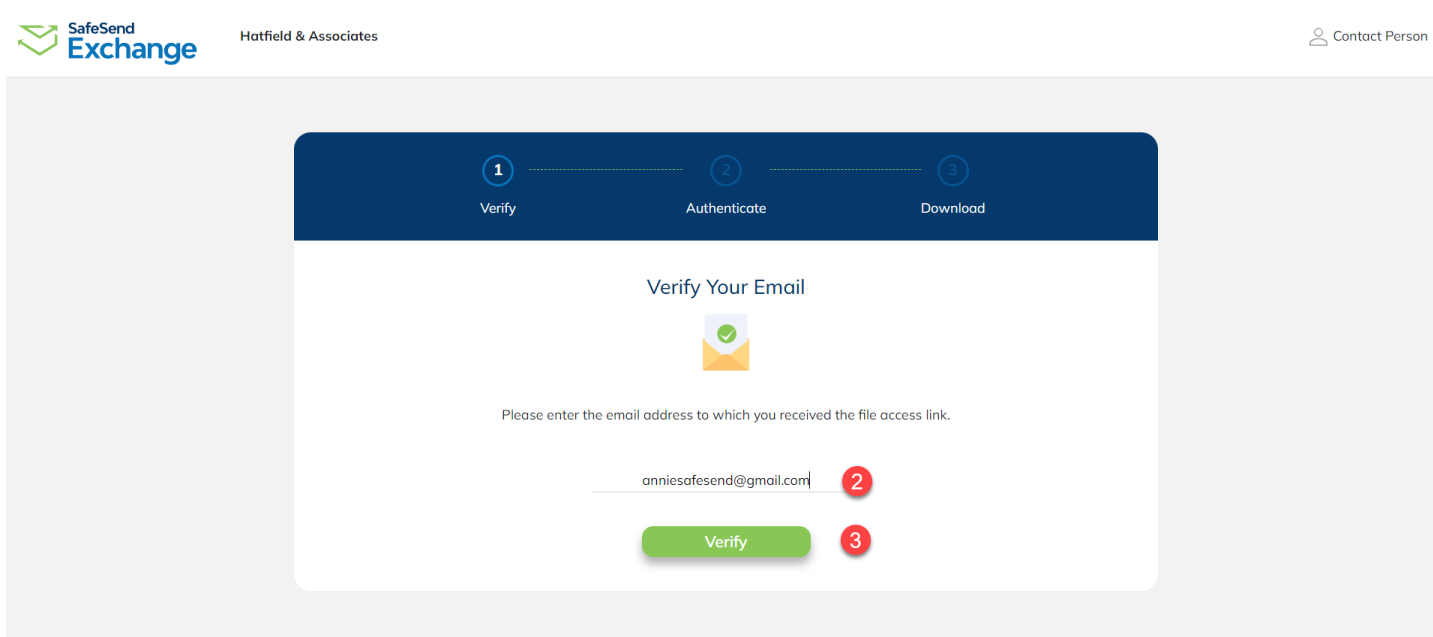 SafeSend
Exchange
Hatfield & Associates
Contact Person
1
2
3
Verify
Authenticate
Download
Verify Your Email
Please enter the email address to which you received the file access link.
anniesafesend@gmail.com
2
Verify
3